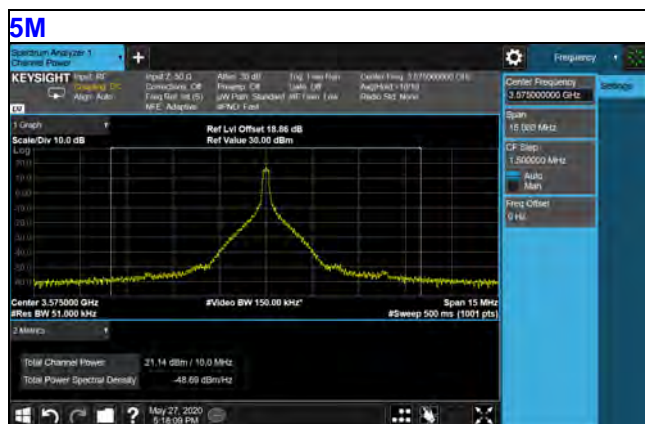 5M
Spectrum Analyzer 1
Channel Power
+
Frequency
KEYSIGHT Input: RF
Coupling: DC
Align: Auto
Input Z: 50 Ω
Corrections: Off
Freq Ref: Int (S)
NFE: Adaptive
Atten: 30 dB
Preamp: Off
µW Path: Standard
#PNO: Fast
Trig: Free Run
Gate: Off
#IF Gain: Low
Center Freq: 3.575000000 GHz
Avg|Hold:>10/10
Radio Std: None
Center Frequency
3.575000000 GHz
Settings
Span
15.000 MHz
CF Step
1.500000 MHz
Auto
Man
Freq Offset
0 Hz
1 Graph
Scale/Div 10.0 dB
Ref Lvl Offset 18.86 dB
Ref Value 30.00 dBm
Log
Center 3.575000 GHz
#Res BW 51.000 kHz
#Video BW 150.00 kHz*
Span 15 MHz
#Sweep 500 ms (1001 pts)
2 Metrics
Total Channel Power 21.14 dBm / 10.0 MHz
Total Power Spectral Density -48.69 dBm/Hz
?
May 27, 2020
5:18:09 PM